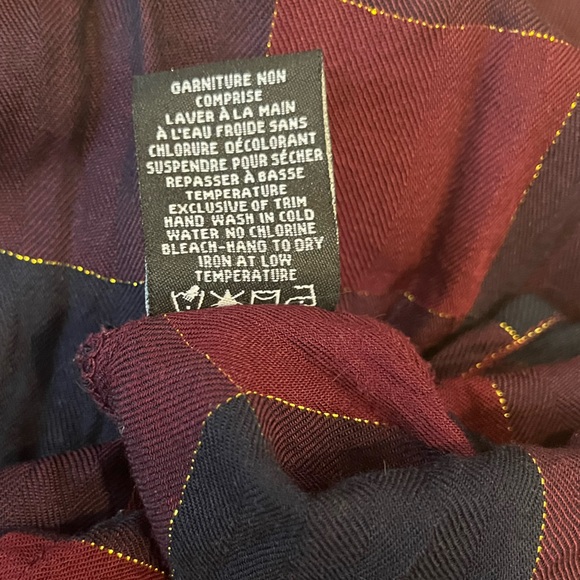 GARNITURE NON
COMPRISE
LAVER À LA MAIN
À L'EAU FROIDE SANS
CHLORURE DÉCOLORANT
SUSPENDRE POUR SÉCHER
REPASSER À BASSE
TEMPERATURE
EXCLUSIVE OF TRIM
HAND WASH IN COLD
WATER NO CHLORINE
BLEACH-HANG TO DRY
IRON AT LOW
TEMPERATURE